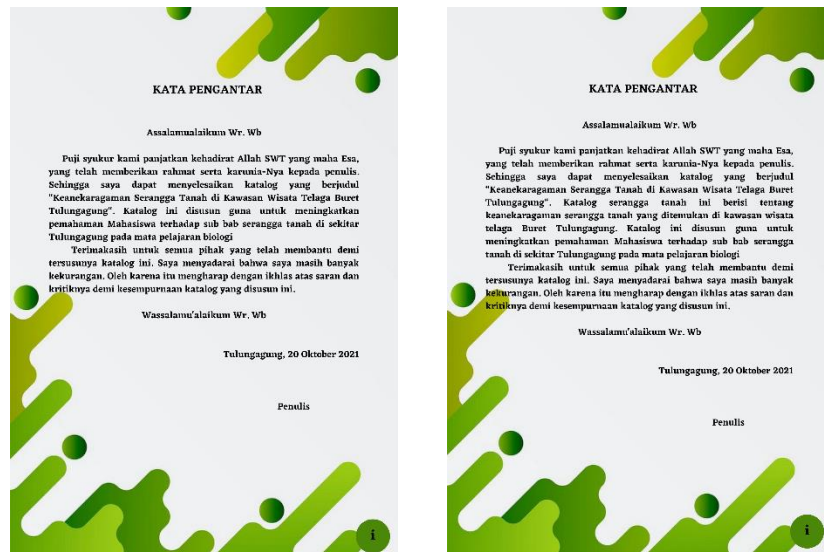 KATA PENGANTAR
Assalamualaikum Wr. Wb
Puji syukur kami panjatkan kehadirat Allah SWT yang maha Esa,
yang telah memberikan rahmat serta karunia-Nya kepada penulis.
Sehingga saya dapat menyelesaikan katalog yang berjudul
"Keanekaragaman Serangga Tanah di Kawasan Wisata Telaga Buret
Tulungagung". Katalog ini disusun guna untuk meningkatkan
pemahaman Mahasiswa terhadap sub bab serangga tanah di sekitar
Tulungagung pada mata pelajaran biologi
Terimakasih untuk semua pihak yang telah membantu demi
tersusunya katalog ini. Saya menyadarai bahwa saya masih banyak
kekurangan. Oleh karena itu mengharap dengan ikhlas atas saran dan
kritiknya demi kesempurnaan katalog yang disusun ini.
Wassalamu'alaikum Wr. Wb
Tulungagung, 20 Oktober 2021
Penulis
i
KATA PENGANTAR
Assalamualaikum Wr. Wb
Puji syukur kami panjatkan kehadirat Allah SWT yang maha Esa,
yang telah memberikan rahmat serta karunia-Nya kepada penulis.
Sehingga saya dapat menyelesaikan katalog yang berjudul
"Keanekaragaman Serangga Tanah di Kawasan Wisata Telaga Buret
Tulungagung". Katalog serangga tanah ini berisi tentang
keanekaragaman serangga tanah yang ditemukan di kawasan wisata
telaga Buret Tulungagung. Katalog ini disusun guna untuk
meningkatkan pemahaman Mahasiswa terhadap sub bab serangga
tanah di sekitar Tulungagung pada mata pelajaran biologi
Terimakasih untuk semua pihak yang telah membantu demi
tersusunya katalog ini. Saya menyadarai bahwa saya masih banyak
kekurangan. Oleh karena itu mengharap dengan ikhlas atas saran dan
kritiknya demi kesempurnaan katalog yang disusun ini.
Wassalamu'alaikum Wr. Wb
Tulungagung, 20 Oktober 2021
Penulis
i